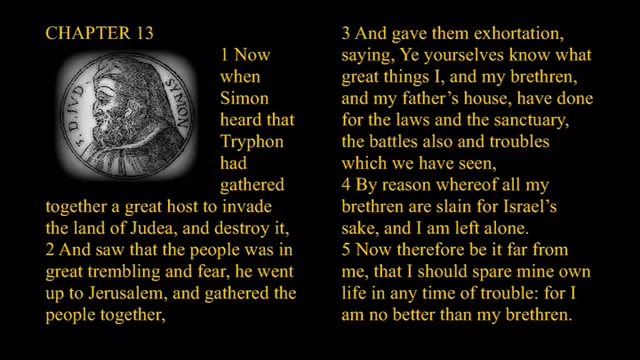 CHAPTER 13
S. D. IVD
SYMON
1 Now
when
Simon
heard that
Tryphon
had
gathered
together a great host to invade
the land of Judea, and destroy it,
2 And saw that the people was in
great trembling and fear, he went
up to Jerusalem, and gathered the
people together,
3 And gave them exhortation,
saying, Ye yourselves know what
great things I, and my brethren,
and my father’s house, have done
for the laws and the sanctuary,
the battles also and troubles
which we have seen,
4 By reason whereof all my
brethren are slain for Israel’s
sake, and I am left alone.
5 Now therefore be it far from
me, that I should spare mine own
life in any time of trouble: for I
am no better than my brethren.